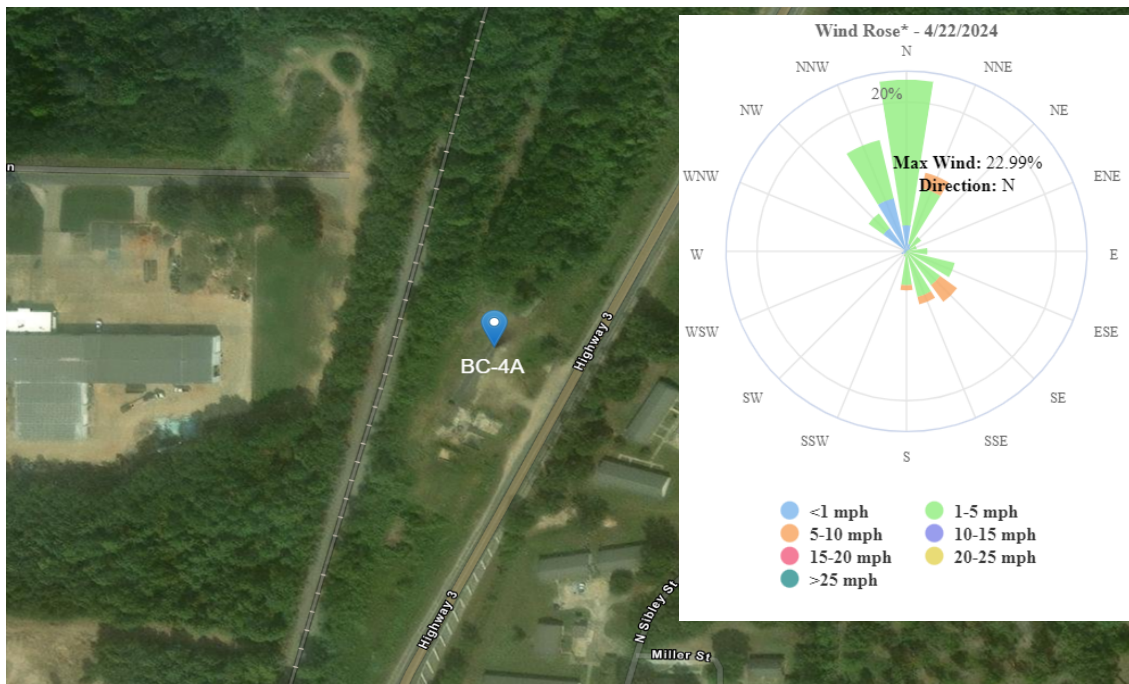 n
BC-4A
Highway 3
Highway 3
N Sibley St
Miller St
Wind Rose* - 4/22/2024
N
NNW
NNE
20%
NW
NE
Max Wind: 22.99%
Direction: N
WNW
ENE
W
E
WSW
ESE
SW
SE
SSW
SSE
S
<1 mph
1-5 mph
5-10 mph
10-15 mph
15-20 mph
20-25 mph
>25 mph